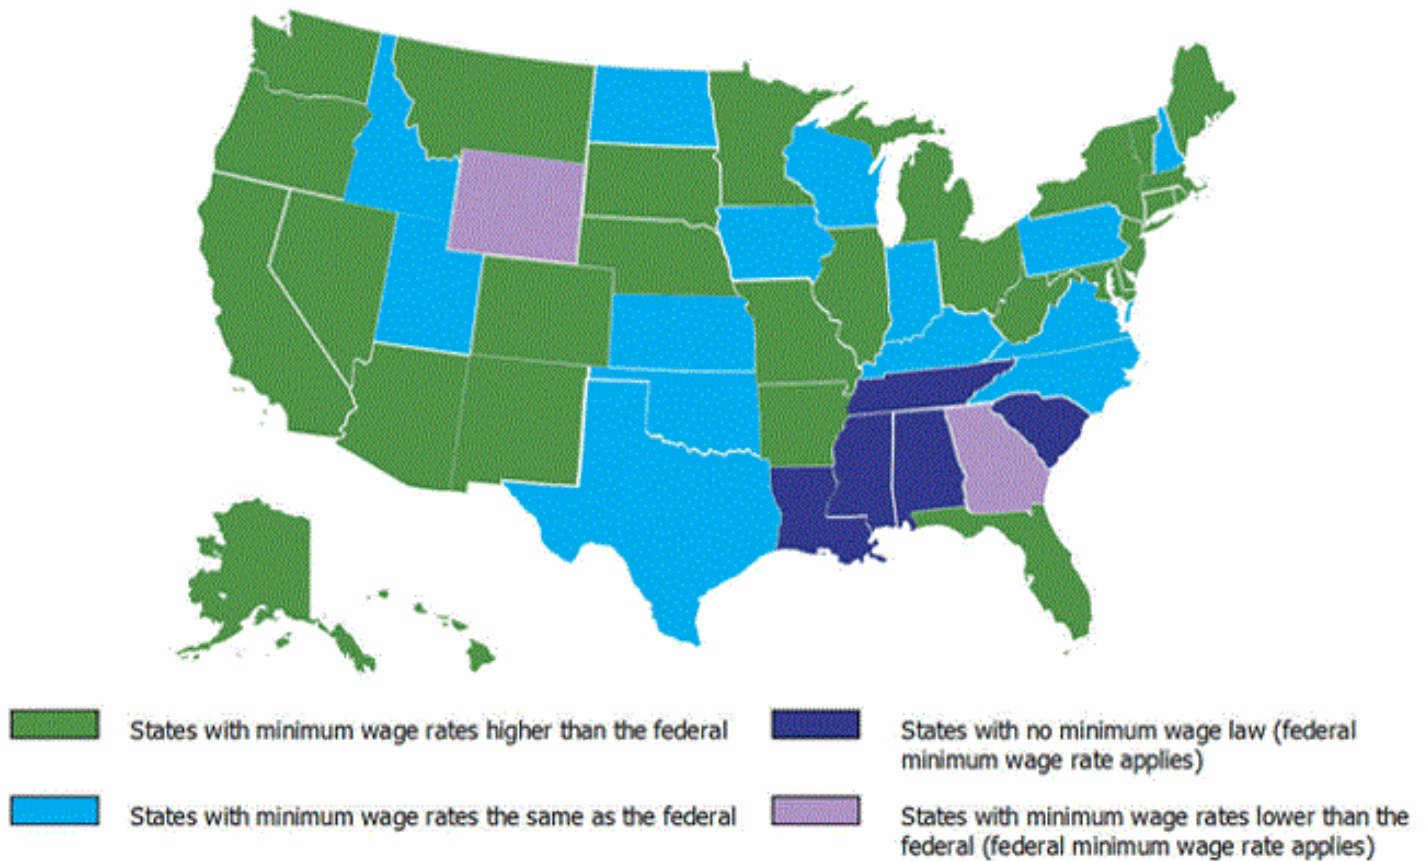 States with minimum wage rates higher than the federal
States with no minimum wage law (federal
minimum wage rate applies)
States with minimum wage rates the same as the federal
States with minimum wage rates lower than the
federal (federal minimum wage rate applies)